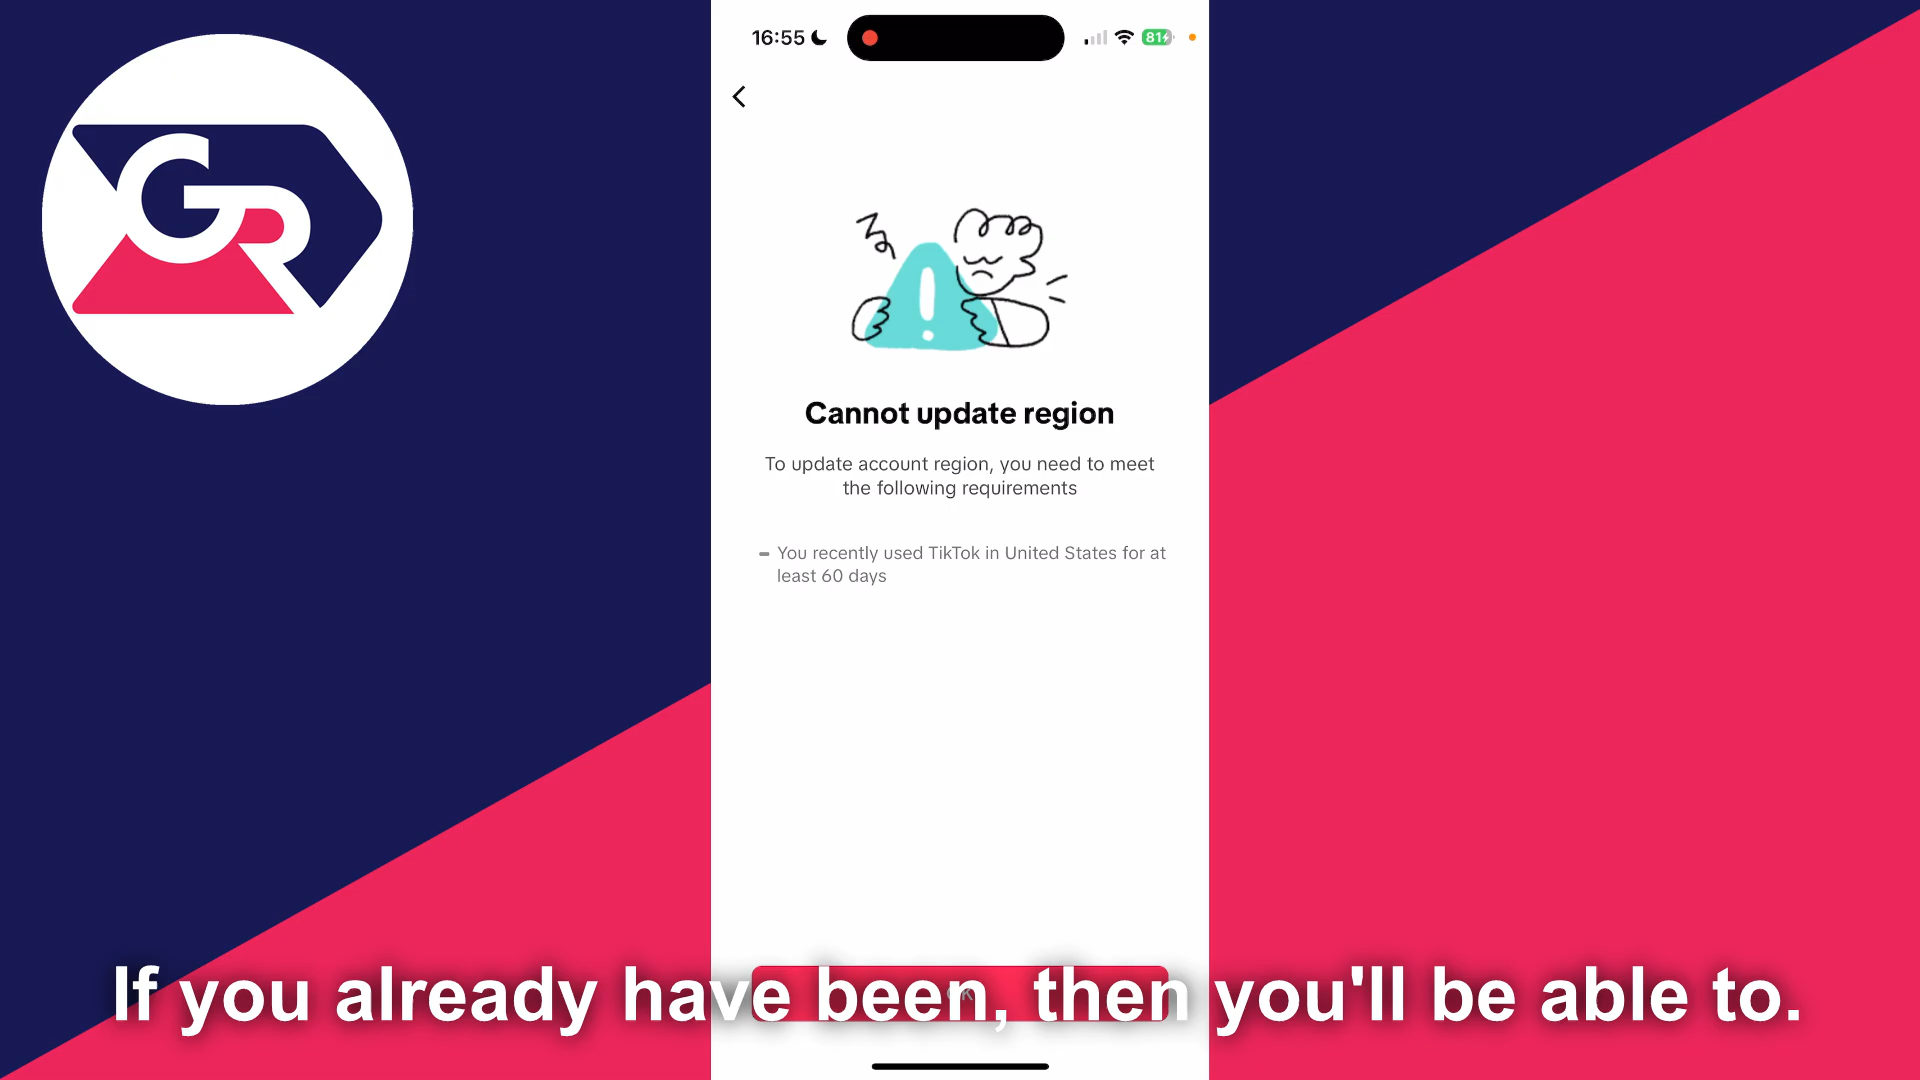 GR
16:55
81
Cannot update region
To update account region, you need to meet
the following requirements
- You recently used TikTok in United States for at
least 60 days
If you already have been, then you'll be able to.